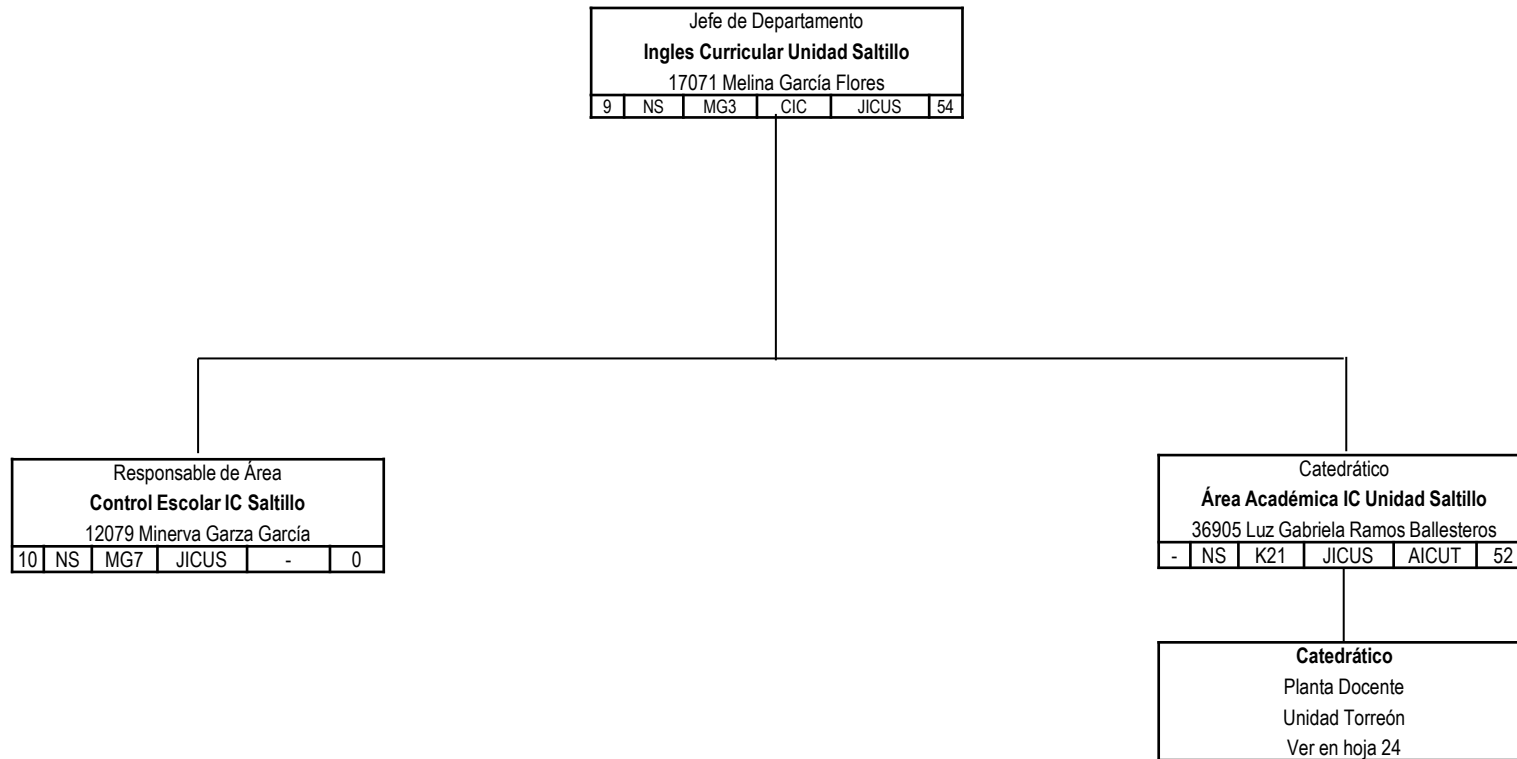 Jefe de Departamento
Ingles Curricular Unidad Saltillo
17071 Melina García Flores
9 NS MG3 CIC JICUS 54
Responsable de Área
Control Escolar IC Saltillo
12079 Minerva Garza García
10 NS MG7 JICUS - 0
Catedrático
Área Académica IC Unidad Saltillo
36905 Luz Gabriela Ramos Ballesteros
- NS K21 JICUS AICUT 52
Catedrático
Planta Docente
Unidad Torreón
Ver en hoja 24